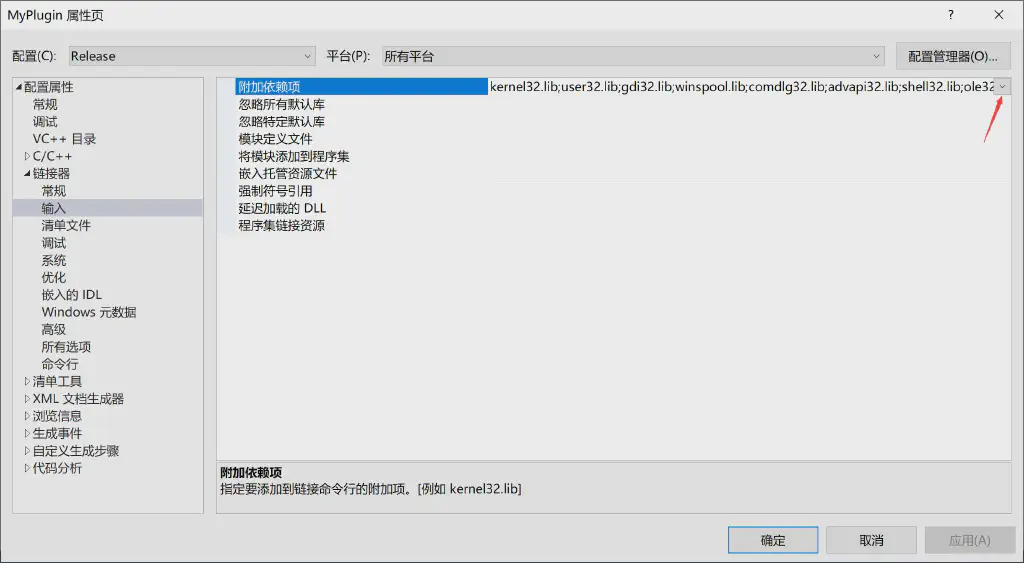 MyPlugin 属性页
配置(C): Release 平台(P): 所有平台 配置管理器(O)...
配置属性
常规
调试
VC++ 目录
C/C++
链接器
常规
输入
清单文件
调试
系统
优化
嵌入的 IDL
Windows 元数据
高级
所有选项
命令行
清单工具
XML 文档生成器
浏览信息
生成事件
自定义生成步骤
代码分析
附加依赖项 kernel32.lib;user32.lib;gdi32.lib;winspool.lib;comdlg32.lib;advapi32.lib;shell32.lib;ole32
忽略所有默认库
忽略特定默认库
模块定义文件
将模块添加到程序集
嵌入托管资源文件
强制符号引用
延迟加载的 DLL
程序集链接资源
附加依赖项
指定要添加到链接命令行的附加项。[例如 kernel32.lib]
确定 取消 应用(A)